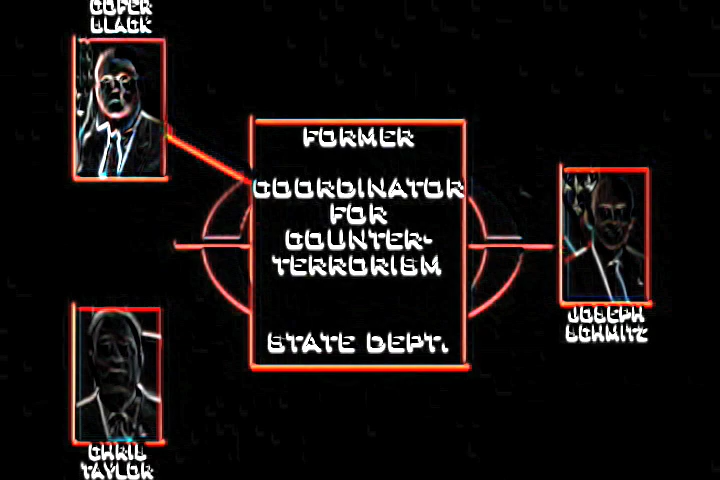 COFER
BLACK
FORMER
COORDINATOR
FOR
COUNTER-
TERRORISM
STATE DEPT.
JOSEPH
SCHMITZ
CHRIS
TAYLOR